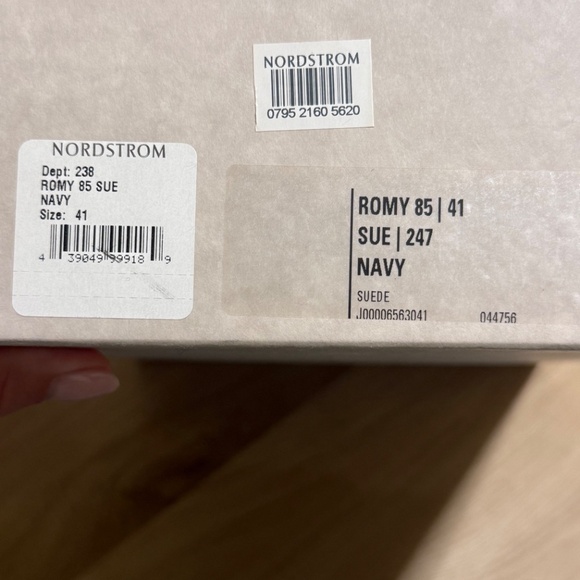 NORDSTROM
0795 2160 5620
NORDSTROM
Dept: 238
ROMY 85 SUE
NAVY
Size: 41
4 39049 99918 9
ROMY 85 | 41
SUE | 247
NAVY
SUEDE
J00006563041 044756